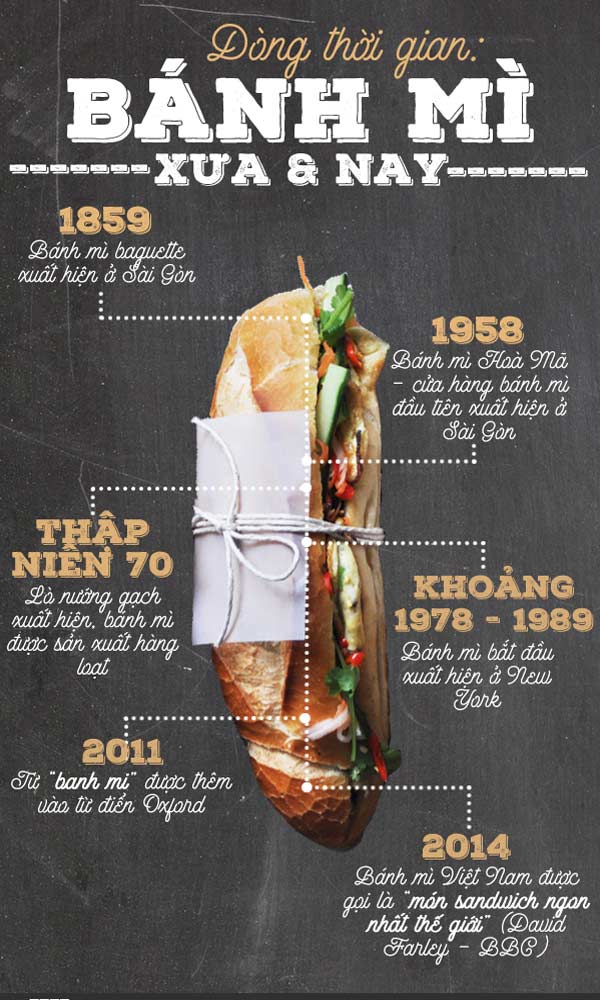 Dòng thời gian:
BÁNH MÌ
XƯA & NAY
1859
Bánh mì baguette
xuất hiện ở Sài Gòn
1958
Bánh mì Hoà Mã
- cửa hàng bánh mì
đầu tiên xuất hiện ở
Sài Gòn
THẬP
NIÊN 70
Là nướng gạch
xuất hiện, bánh mì
được sản xuất hàng
loạt
KHOẢNG
1978 - 1989
Bánh mì bắt đầu
xuất hiện ở New
York
2011
Từ "banh mi" được thêm
vào từ điển Oxford
2014
Bánh mì Việt Nam được
gọi là "món sandwich ngon
nhất thế giới" (David
Farley - BBC)